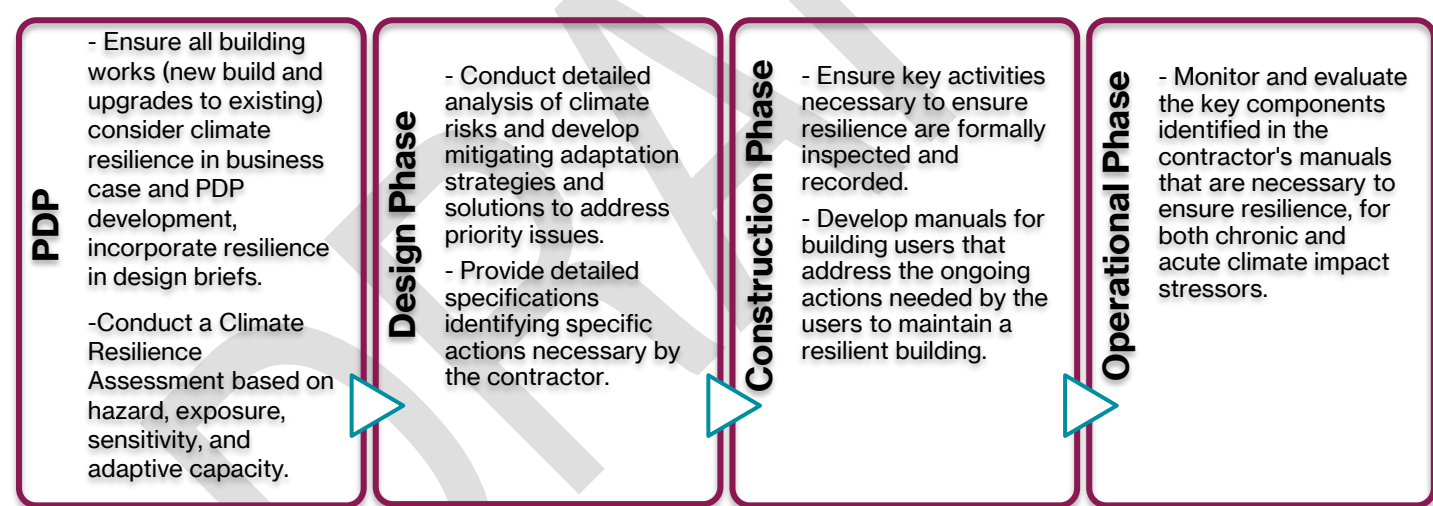 PDP
- Ensure all building
works (new build and
upgrades to existing)
consider climate
resilience in business
case and PDP
development,
incorporate resilience
in design briefs.
-Conduct a Climate
Resilience
Assessment based on
hazard, exposure,
sensitivity, and
adaptive capacity.
Design Phase
- Conduct detailed
analysis of climate
risks and develop
mitigating adaptation
strategies and
solutions to address
priority issues.
- Provide detailed
specifications
identifying specific
actions necessary by
the contractor.
Construction Phase
- Ensure key activities
necessary to ensure
resilience are formally
inspected and
recorded.
- Develop manuals for
building users that
address the ongoing
actions needed by the
users to maintain a
resilient building.
Operational Phase
- Monitor and evaluate
the key components
identified in the
contractor's manuals
that are necessary to
ensure resilience, for
both chronic and
acute climate impact
stressors.